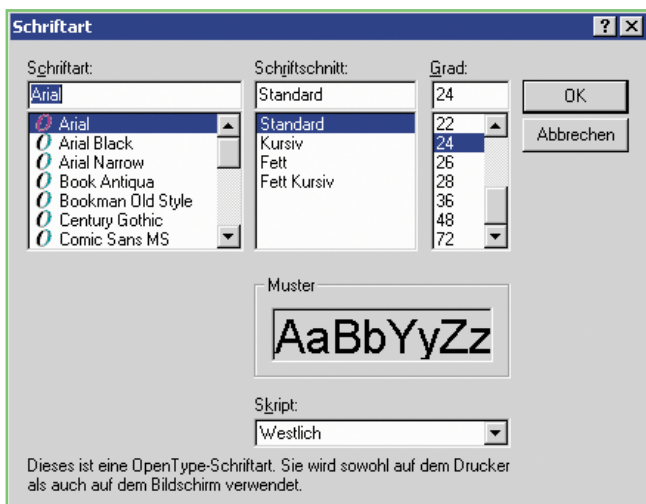 Schriftart
Schriftart:
Arial
Arial
Arial Black
Arial Narrow
Book Antiqua
Bookman Old Style
Century Gothic
Comic Sans MS
Schriftschnitt:
Standard
Standard
Kursiv
Fett
Fett Kursiv
Grad:
24
22
24
26
28
36
48
72
OK
Abbrechen
Muster
AaBbYyZz
Skript:
Westlich
Dieses ist eine OpenType-Schriftart. Sie wird sowohl auf dem Drucker
als auch auf dem Bildschirm verwendet.